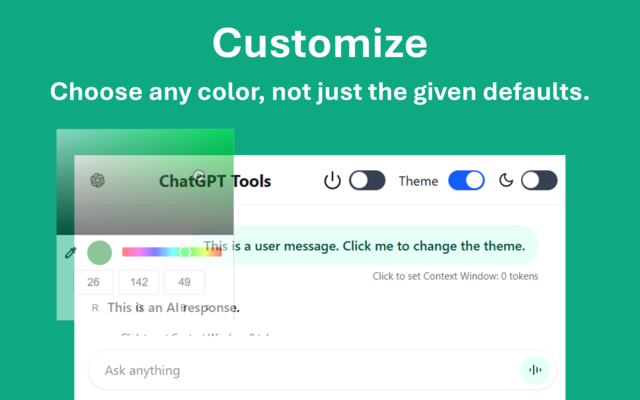 Customize
Choose any color, not just the given defaults.
ChatGPT Tools
Theme
This is a user message. Click me to change the theme.
Click to set Context Window: 0 tokens
26 142 49
R
This is an AI response.
Ask anything